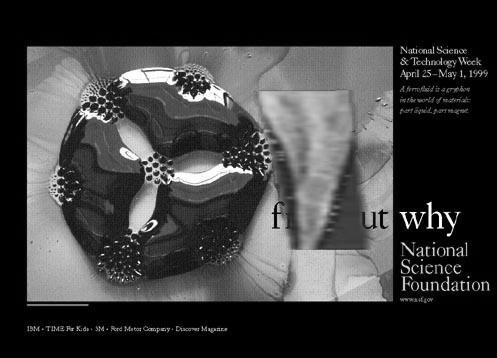 National Science
& Technology Week
April 25–May 1, 1999
A ferrofluid is a gryphon
in the world of materials:
part liquid, part magnet.
why
National
Science
Foundation
www.nsf.gov
IBM • TIME For Kids • 3M • Ford Motor Company • Discover Magazine